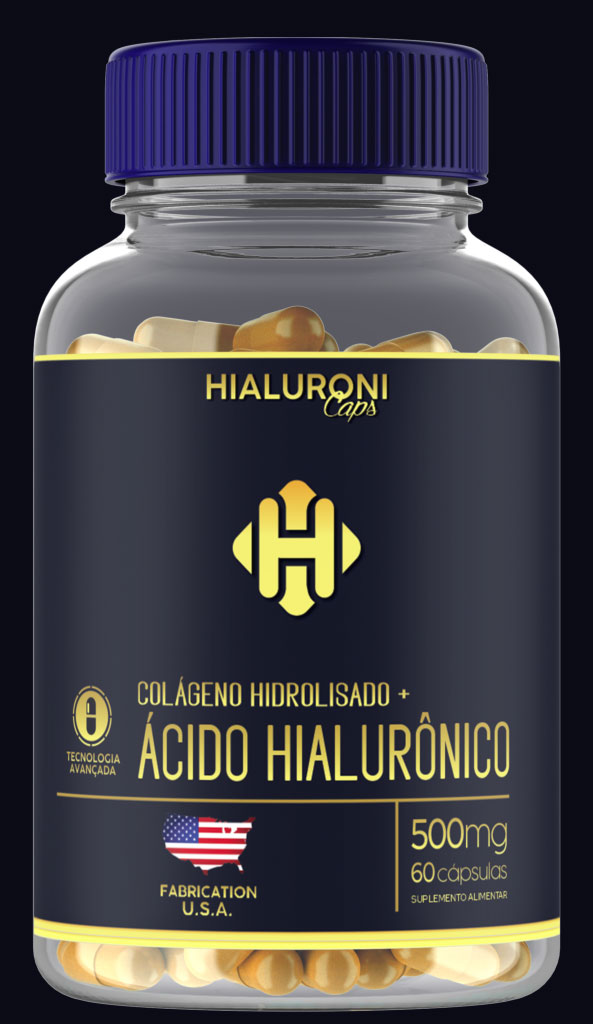 HIALURONI
Caps
H
COLÁGENO HIDROLISADO +
ÁCIDO HIALURÔNICO
TECNOLOGIA
AVANÇADA
FABRICATION
U.S.A.
500mg
60 cápsulas
SUPLEMENTO ALIMENTAR